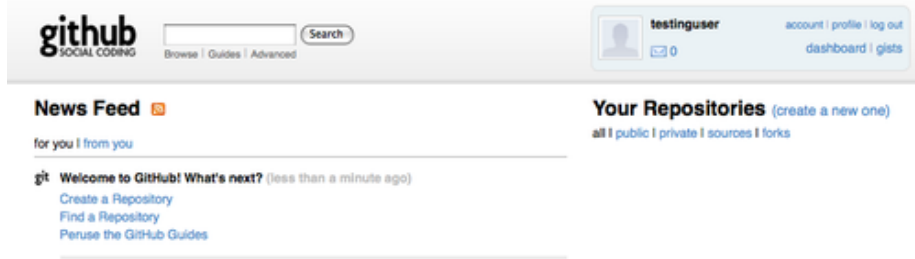 github
SOCIAL CODING
Search
Browse | Guides | Advanced
testinguser
account | profile | log out
0
dashboard | gists
News Feed
for you | from you
git Welcome to GitHub! What's next? (less than a minute ago)
Create a Repository
Find a Repository
Peruse the GitHub Guides
Your Repositories (create a new one)
all | public | private | sources | forks